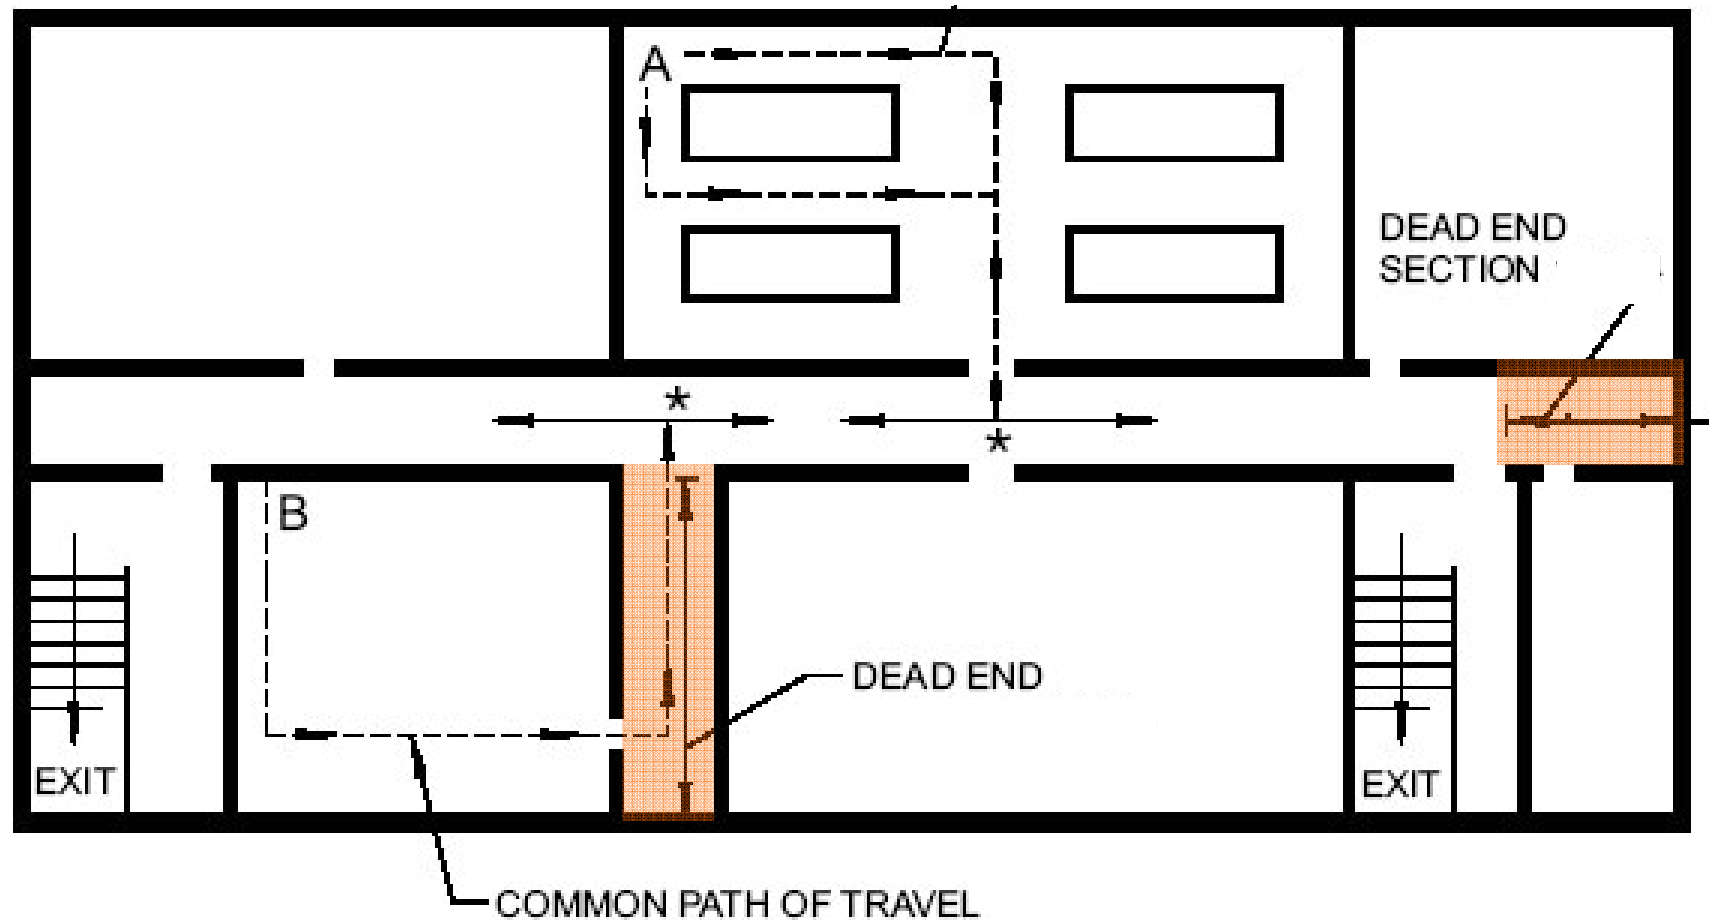 A
DEAD END
SECTION
*
*
B
DEAD END
EXIT
EXIT
COMMON PATH OF TRAVEL